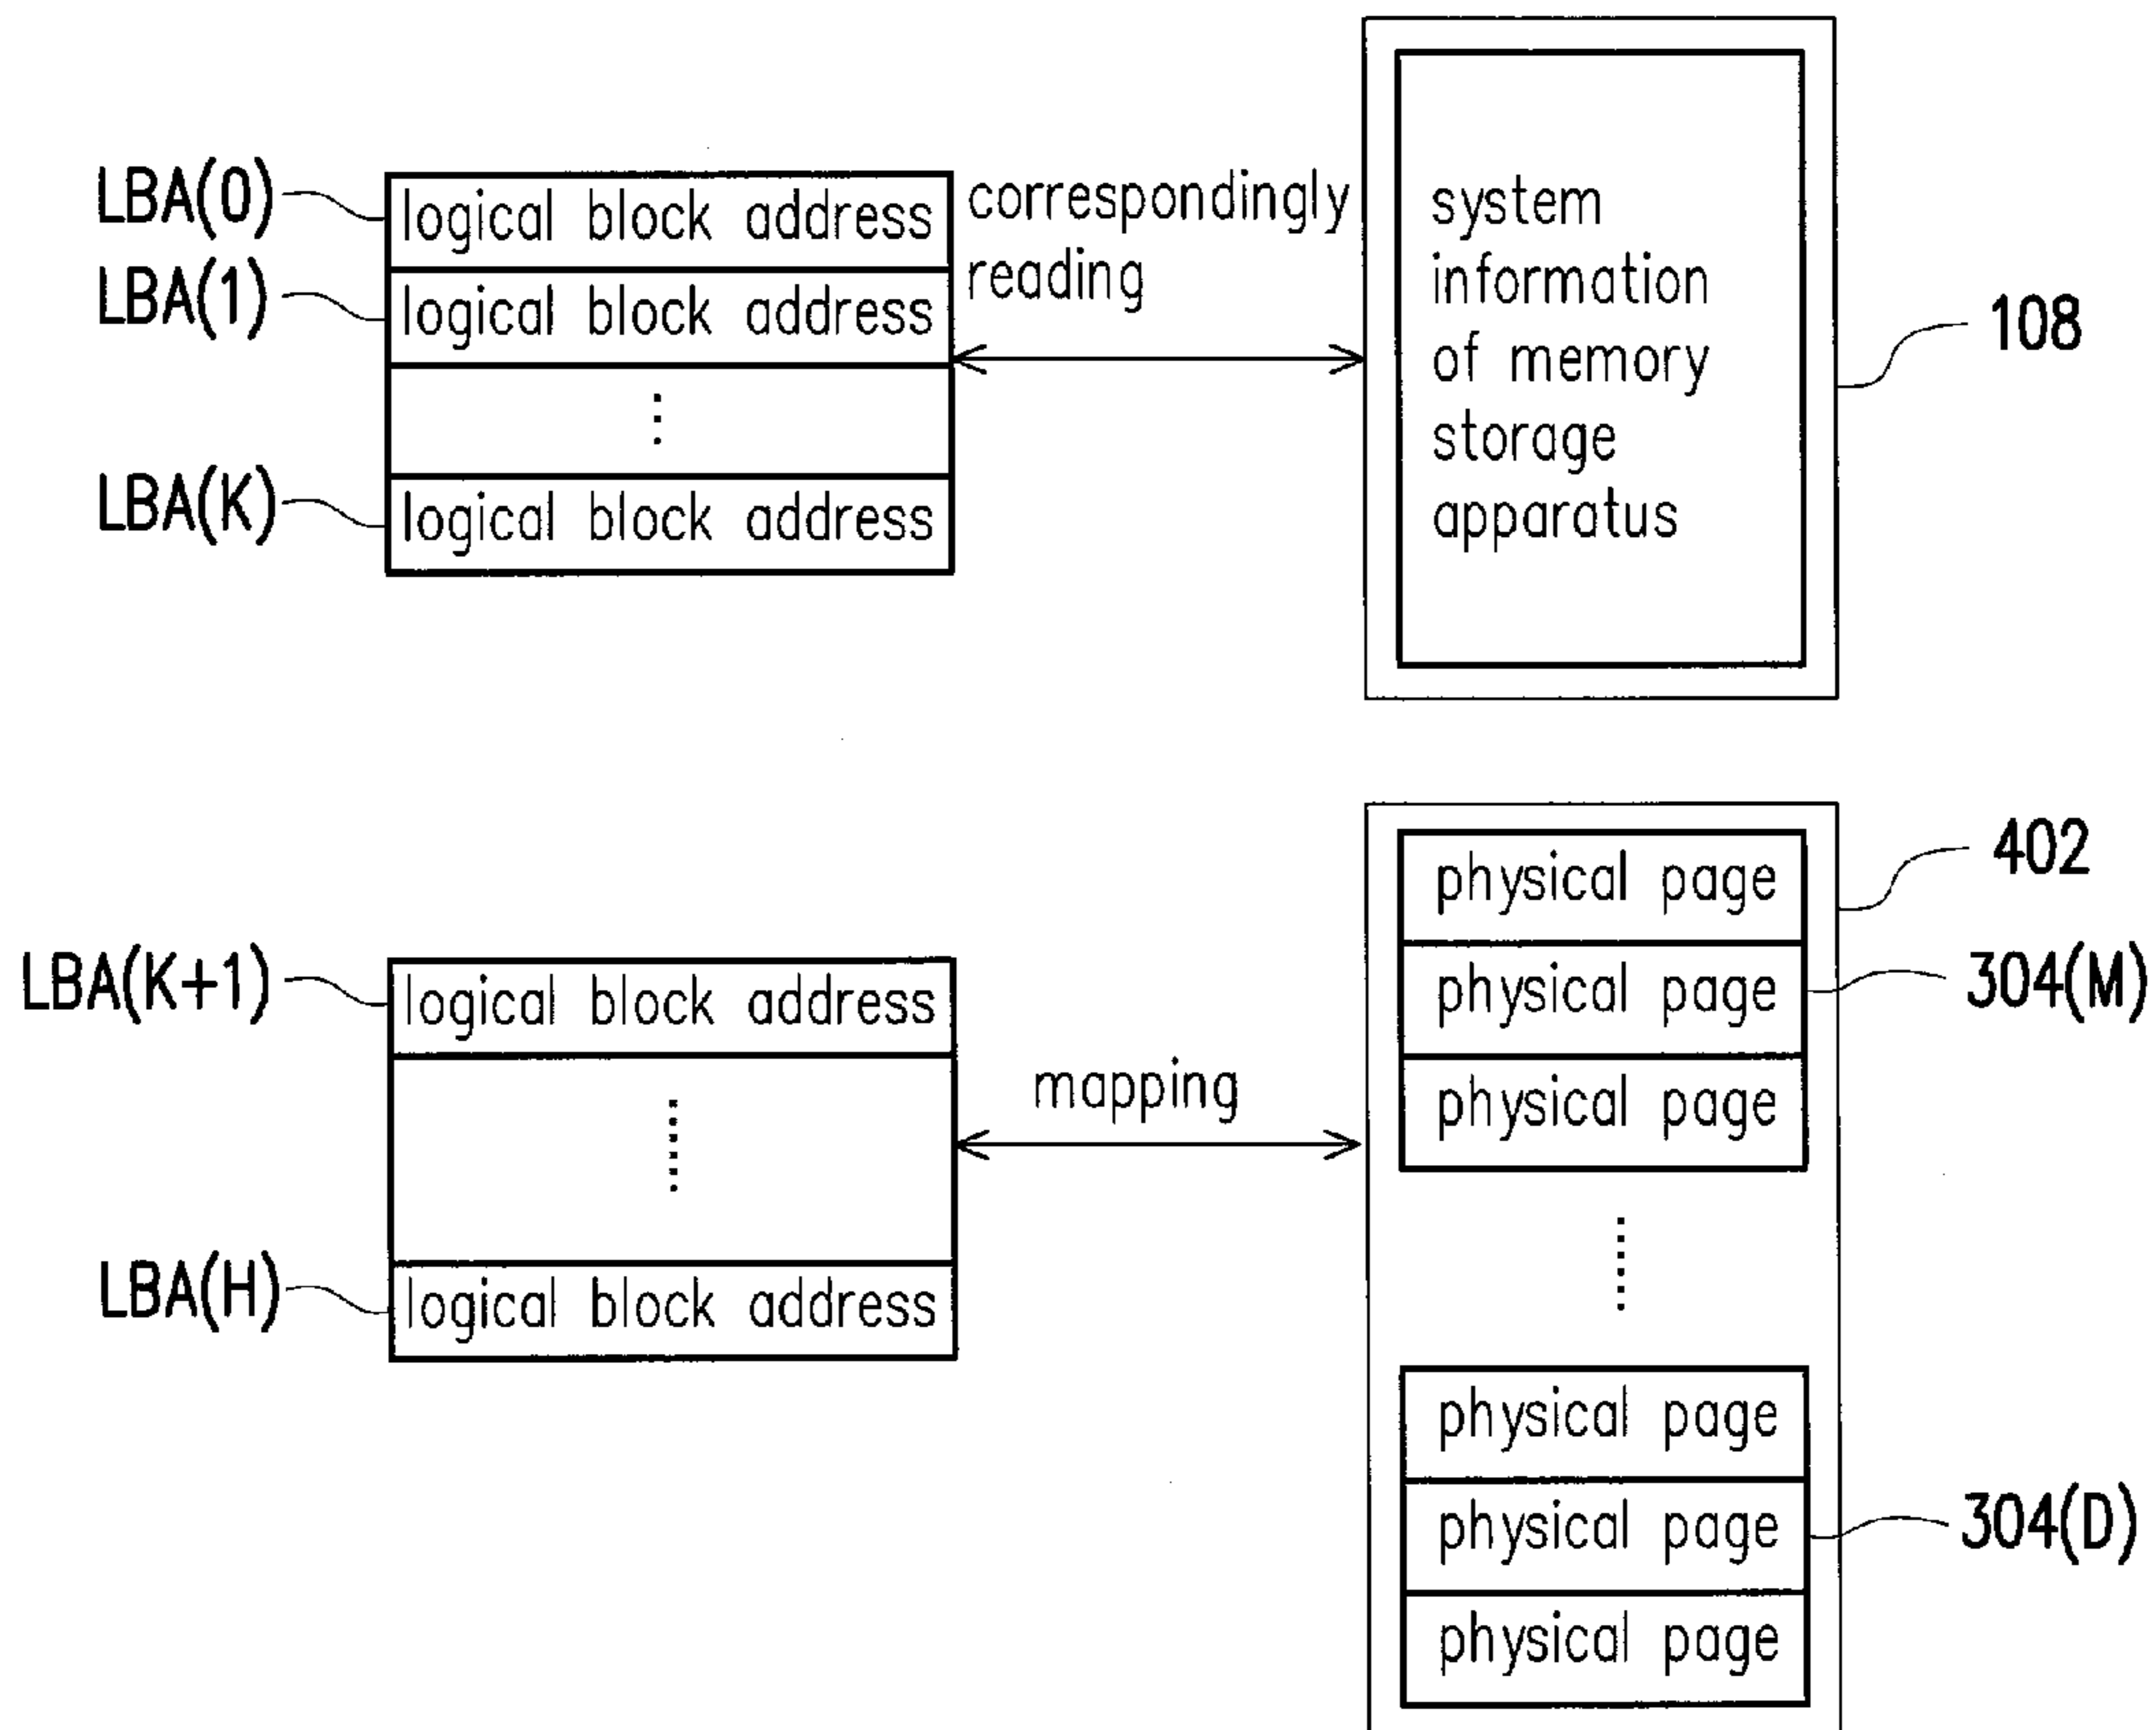 LBA(0)
logical block address
correspondingly
reading
LBA(1)
logical block address
LBA(K)
logical block address
system
information
of memory
storage
apparatus
108
LBA(K+1)
logical block address
mapping
LBA(H)
logical block address
402
physical page
304(M)
physical page
physical page
physical page
304(D)
physical page
physical page